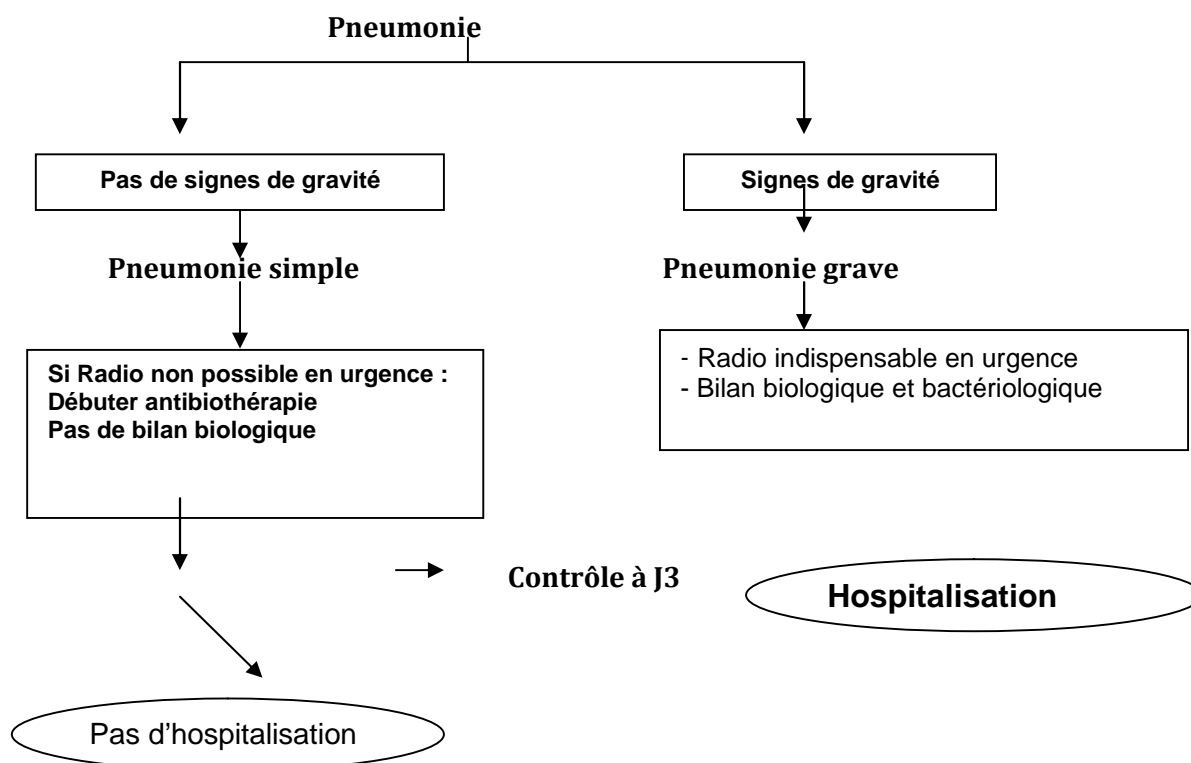 Pneumonie
Pas de signes de gravité
Signes de gravité
Pneumonie simple
Pneumonie grave
Si Radio non possible en urgence :
Débuter antibiothérapie
Pas de bilan biologique
- Radio indispensable en urgence
- Bilan biologique et bactériologique
Contrôle à J3
Hospitalisation
Pas d'hospitalisation